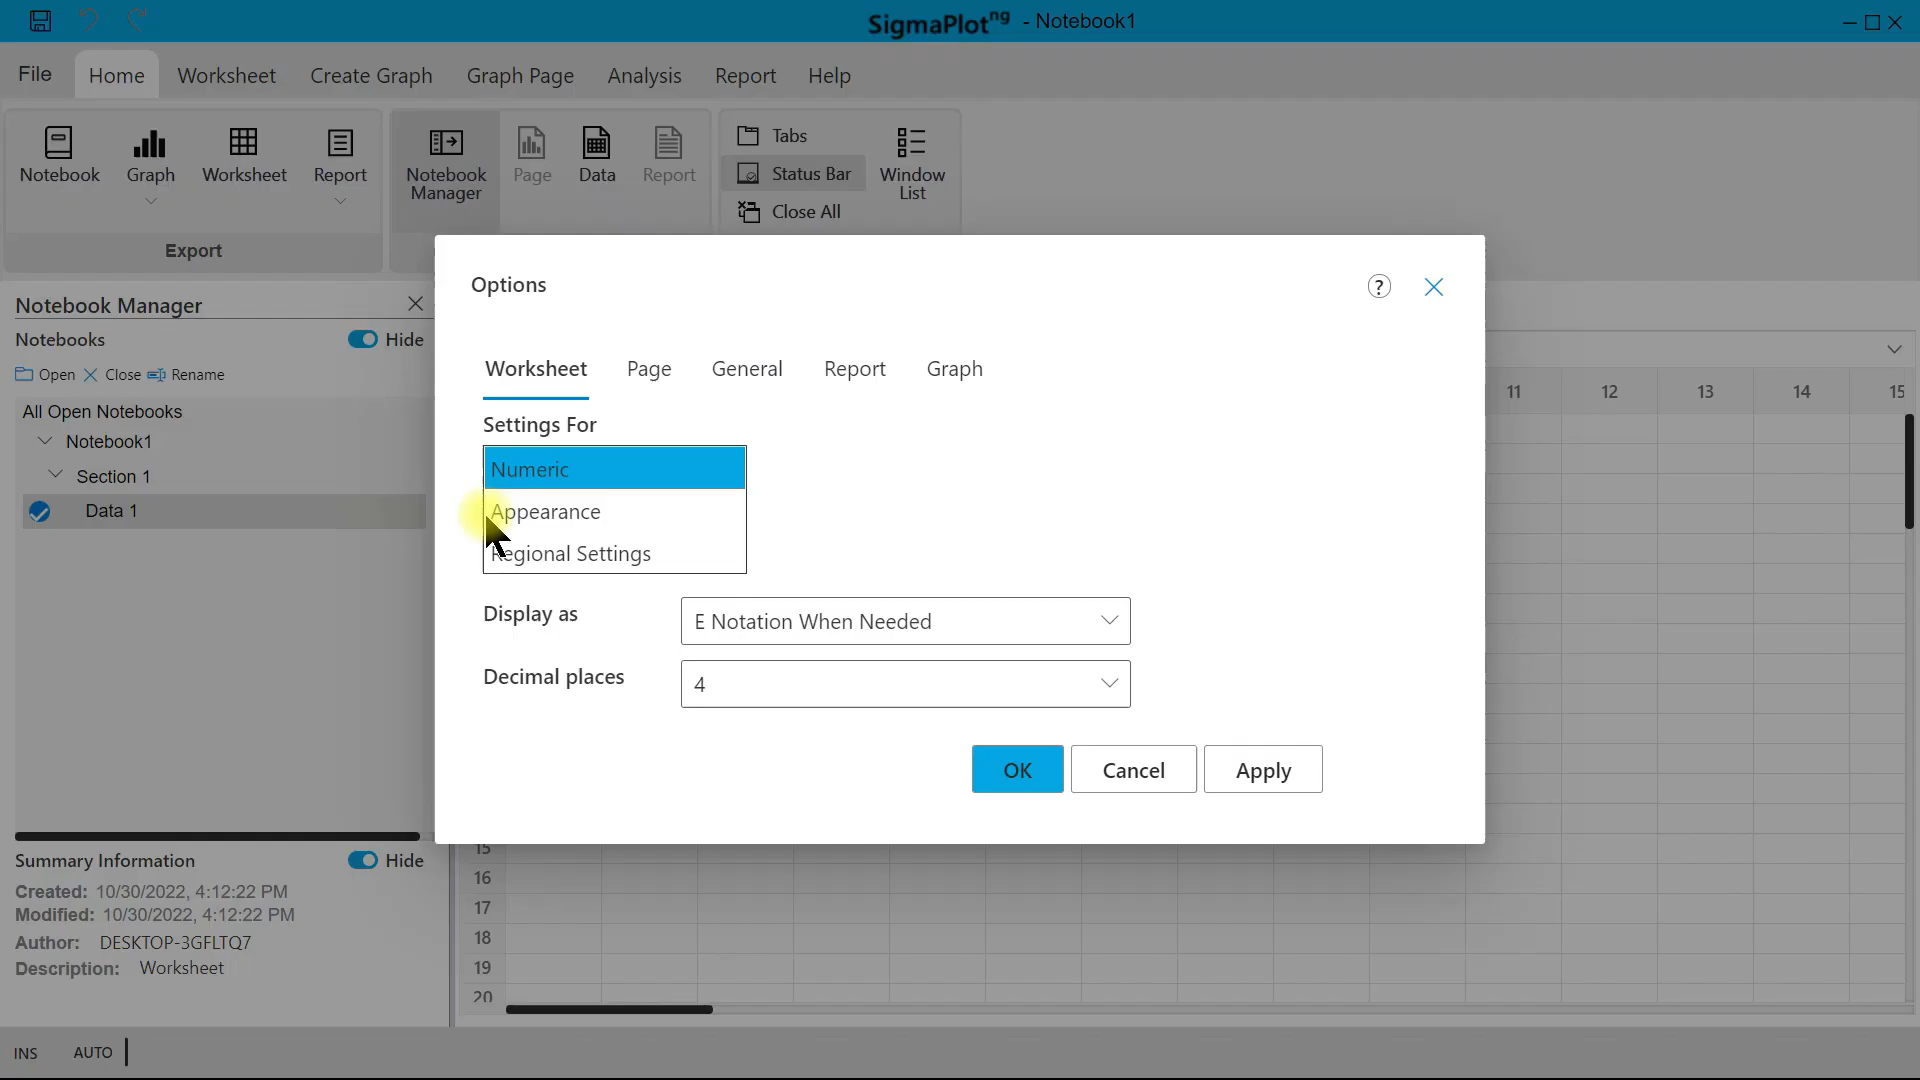 SigmaPlot ng - Notebook1
File Home Worksheet Create Graph Graph Page Analysis Report Help
Notebook Graph Worksheet Report
Notebook Manager Page Data Report
Tabs
Status Bar
Close All
Window List
Export
Notebook Manager
Notebooks Hide
Open Close Rename
All Open Notebooks
Notebook1
Section 1
Data 1
Options
?
Worksheet Page General Report Graph
Settings For
Numeric
Appearance
Regional Settings
Display as E Notation When Needed
Decimal places 4
OK Cancel Apply
11 12 13 14 15
15
16
17
18
19
20
Summary Information Hide
Created: 10/30/2022, 4:12:22 PM
Modified: 10/30/2022, 4:12:22 PM
Author: DESKTOP-3GFLTQ7
Description: Worksheet
INS AUTO